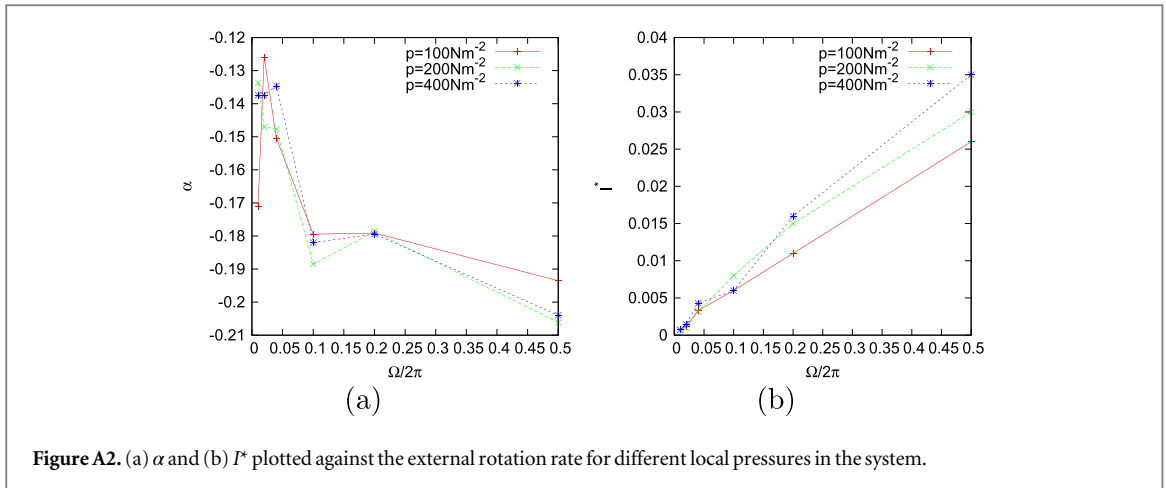 -0.12
-0.13
-0.14
-0.15
-0.16
-0.17
-0.18
-0.19
-0.2
-0.21
α
p=100Nm⁻²
p=200Nm⁻²
p=400Nm⁻²
0 0.05 0.1 0.15 0.2 0.25 0.3 0.35 0.4 0.45 0.5
Ω/2π
(a)
0.04
0.035
0.03
0.025
0.02
0.015
0.01
0.005
0
I*
p=100Nm⁻²
p=200Nm⁻²
p=400Nm⁻²
0 0.05 0.1 0.15 0.2 0.25 0.3 0.35 0.4 0.45 0.5
Ω/2π
(b)
Figure A2. (a) α and (b) I* plotted against the external rotation rate for different local pressures in the system.